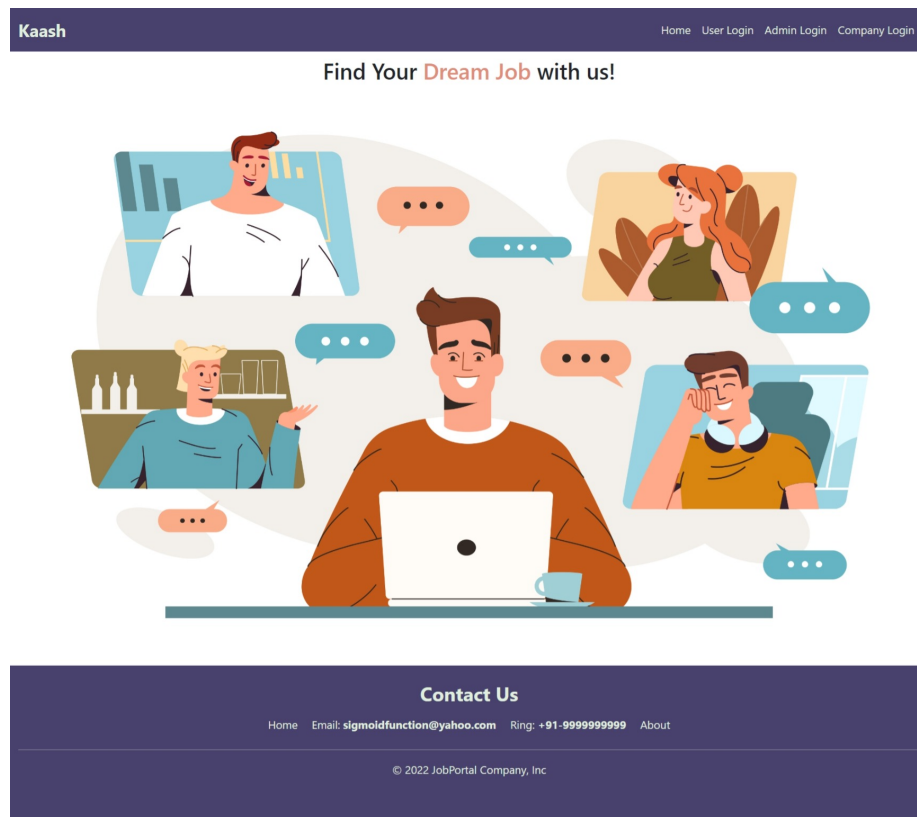 Kaash
Home User Login Admin Login Company Login
Find Your Dream Job with us!
Contact Us
Home Email: sigmoidfunction@yahoo.com Ring: +91-9999999999 About
© 2022 JobPortal Company, Inc